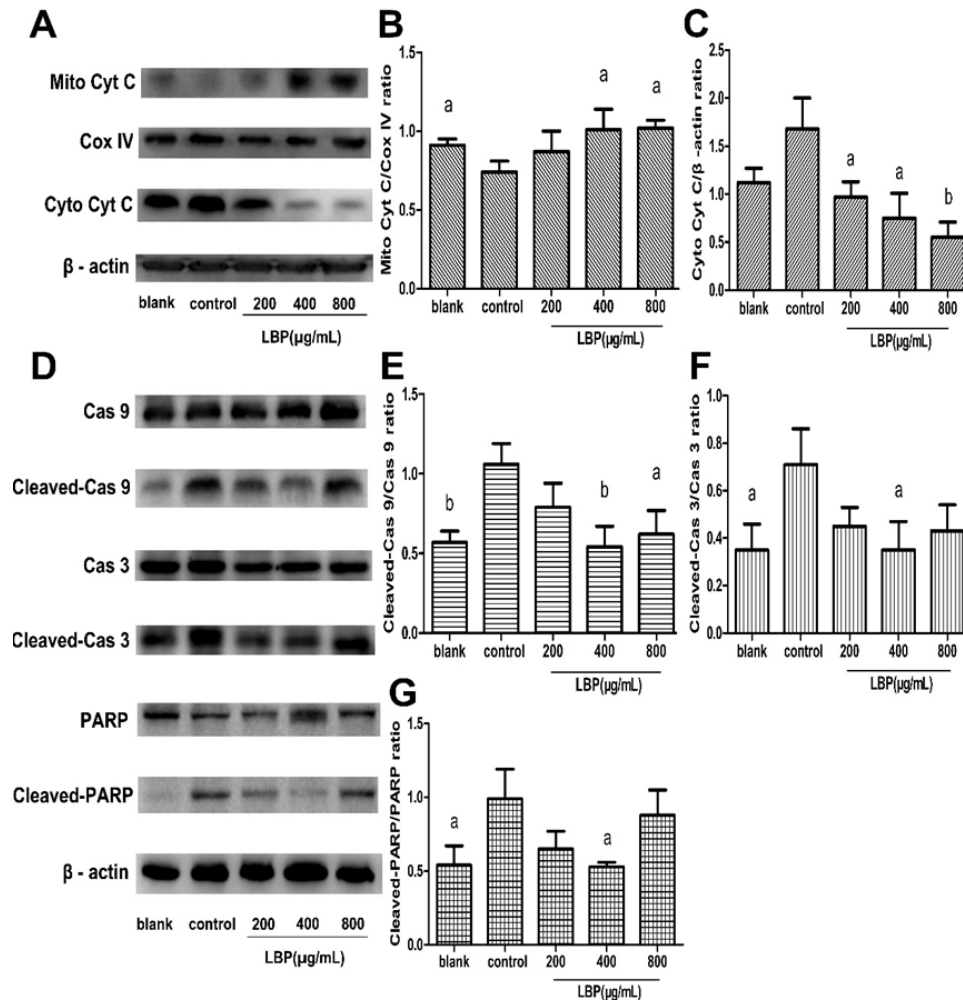 A
Mito Cyt C
Cox IV
Cyto Cyt C
β - actin
blank control 200 400 800
LBP(µg/mL)
B
Mito Cyt C/Cox IV ratio
1.5
1.0
0.5
0.0
a a a
blank control 200 400 800
LBP(µg/mL)
C
Cyto Cyt C/β -actin ratio
2.5
2.0
1.5
1.0
0.5
0.0
a a b
blank control 200 400 800
LBP(µg/mL)
D
Cas 9
Cleaved-Cas 9
Cas 3
Cleaved-Cas 3
PARP
Cleaved-PARP
β - actin
blank control 200 400 800
LBP(µg/mL)
E
Cleaved-Cas 9/Cas 9 ratio
1.5
1.0
0.5
0.0
b b a
blank control 200 400 800
LBP(µg/mL)
F
Cleaved-Cas 3/Cas 3 ratio
1.0
0.8
0.6
0.4
0.2
0.0
a a
blank control 200 400 800
LBP(µg/mL)
G
Cleaved-PARP/PARP ratio
1.5
1.0
0.5
0.0
a a
blank control 200 400 800
LBP(µg/mL)